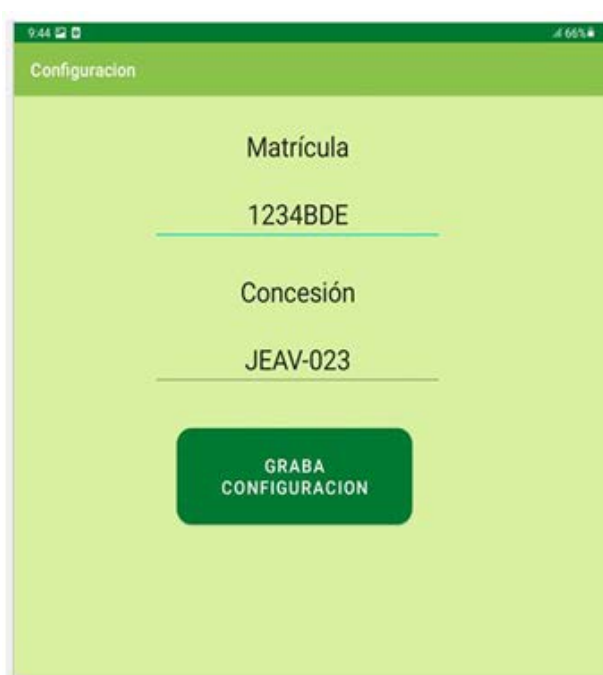 9:44 66%
Configuracion
Matrícula
1234BDE
Concesión
JEAV-023
GRABA
CONFIGURACION